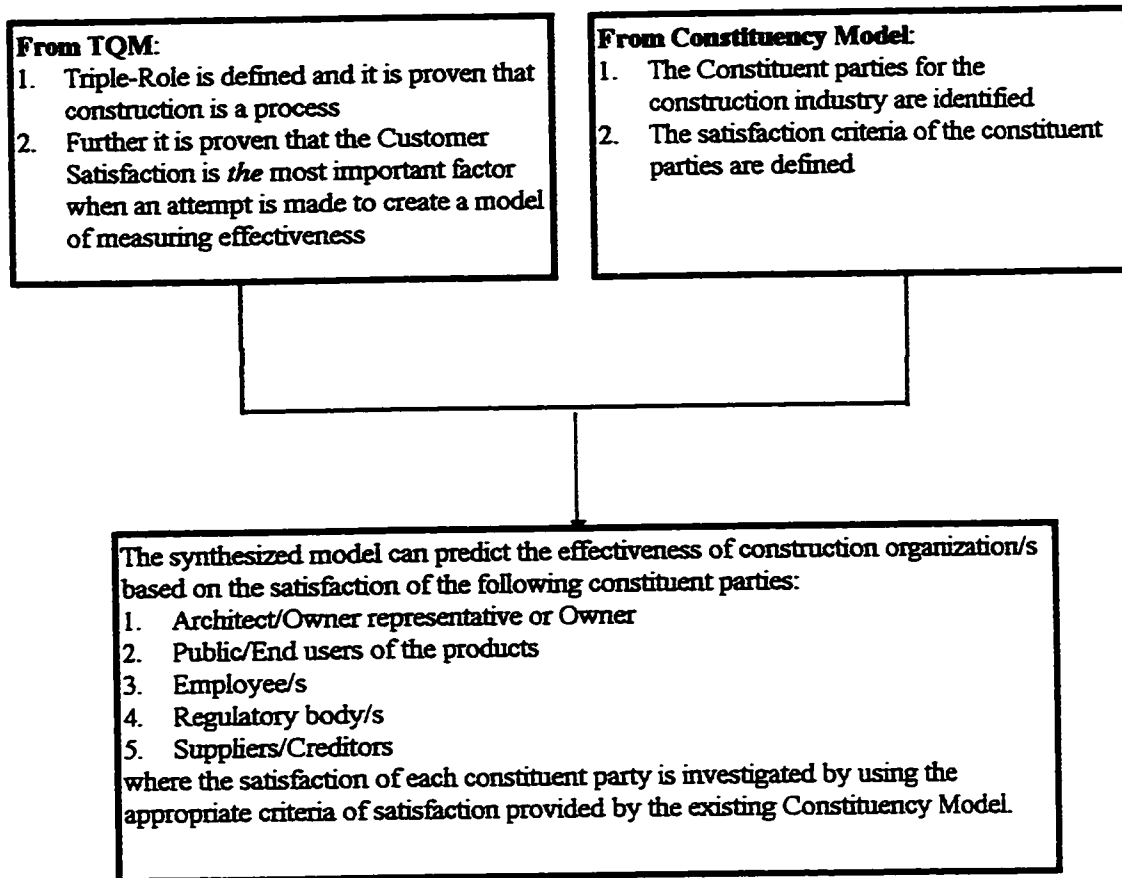 From TQM:
1. Triple-Role is defined and it is proven that
construction is a process
2. Further it is proven that the Customer
Satisfaction is the most important factor
when an attempt is made to create a model
of measuring effectiveness
From Constituency Model:
1. The Constituent parties for the
construction industry are identified
2. The satisfaction criteria of the constituent
parties are defined
The synthesized model can predict the effectiveness of construction organization/s
based on the satisfaction of the following constituent parties:
1. Architect/Owner representative or Owner
2. Public/End users of the products
3. Employee/s
4. Regulatory body/s
5. Suppliers/Creditors
where the satisfaction of each constituent party is investigated by using the
appropriate criteria of satisfaction provided by the existing Constituency Model.